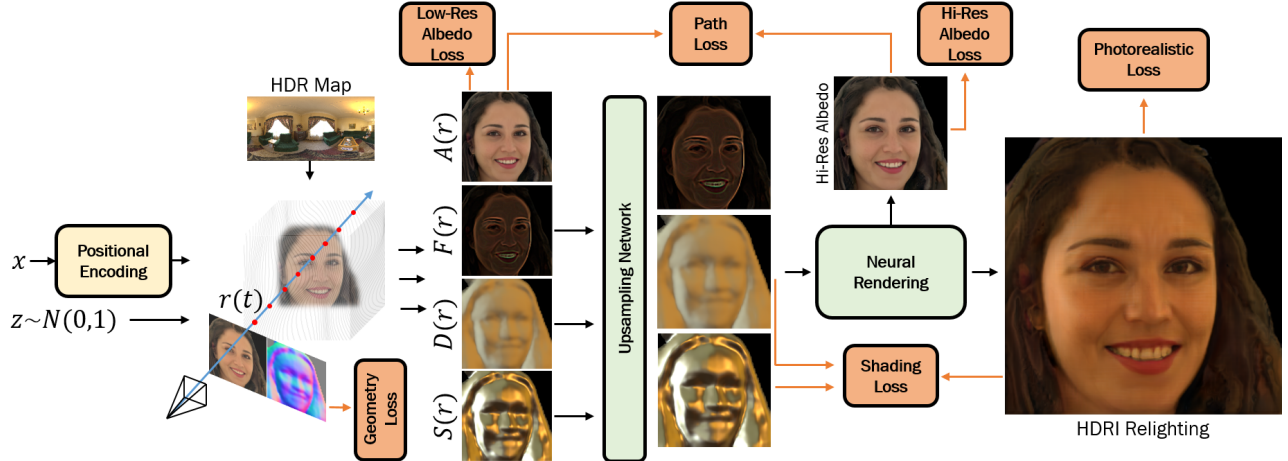 Low-Res
Albedo
Loss
Path
Loss
Hi-Res
Albedo
Loss
Photorealistic
Loss
HDR Map
A(r)
Hi-Res Albedo
x
Positional
Encoding
z~N(0,1)
r(t)
F(r)
D(r)
S(r)
Upsampling Network
Neural
Rendering
Geometry
Loss
Shading
Loss
HDRI Relighting